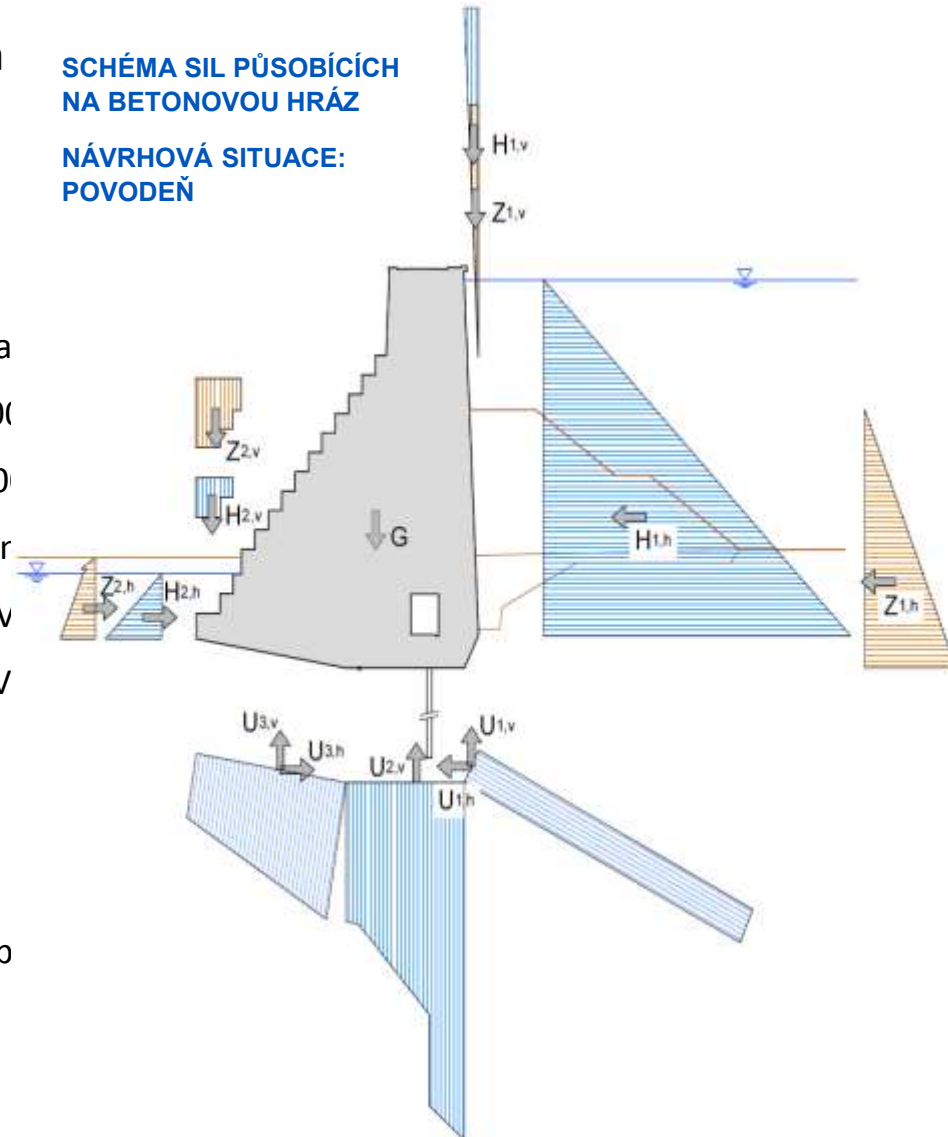 SCHÉMA SIL PŮSOBÍCÍCH
NA BETONOVOU HRÁZ
NÁVRHOVÁ SITUACE:
POVODEŇ
H1,v
Z1,v
Z2,v
H2,v
G
H1,h
Z2,h
H2,h
Z1,h
U3,v
U3,h
U2,v
U1,v
U1,h